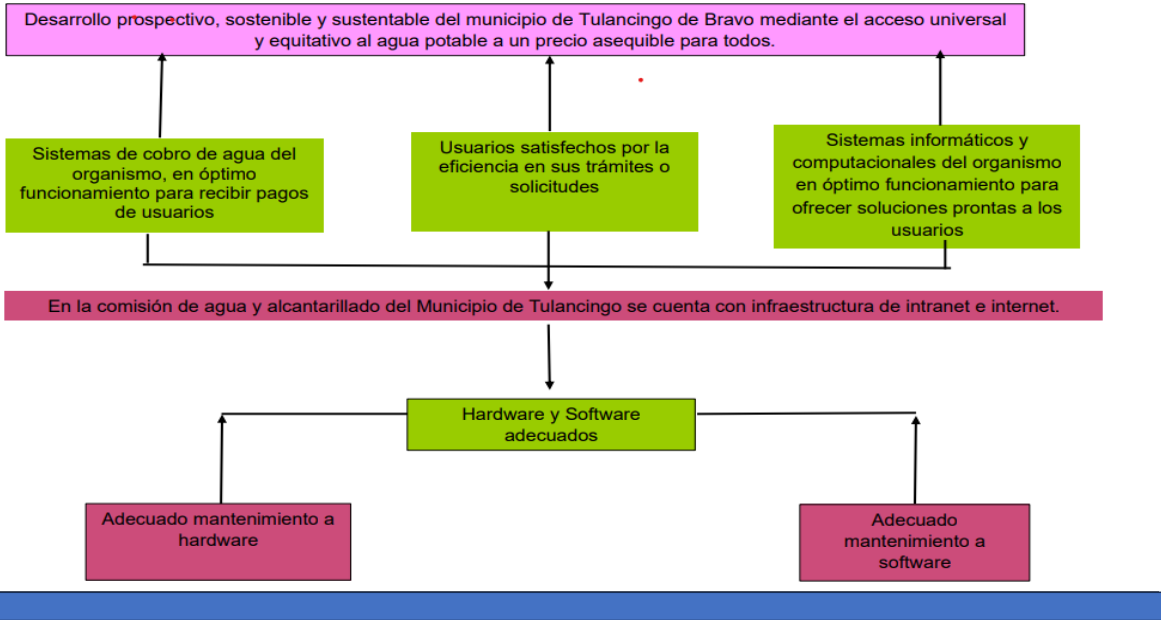 Desarrollo prospectivo, sostenible y sustentable del municipio de Tulancingo de Bravo mediante el acceso universal
y equitativo al agua potable a un precio asequible para todos.
Sistemas de cobro de agua del
organismo, en óptimo
funcionamiento para recibir pagos
de usuarios
Usuarios satisfechos por la
eficiencia en sus trámites o
solicitudes
Sistemas informáticos y
computacionales del organismo
en óptimo funcionamiento para
ofrecer soluciones prontas a los
usuarios
En la comisión de agua y alcantarillado del Municipio de Tulancingo se cuenta con infraestructura de intranet e internet.
Hardware y Software
adecuados
Adecuado mantenimiento a
hardware
Adecuado
mantenimiento a
software